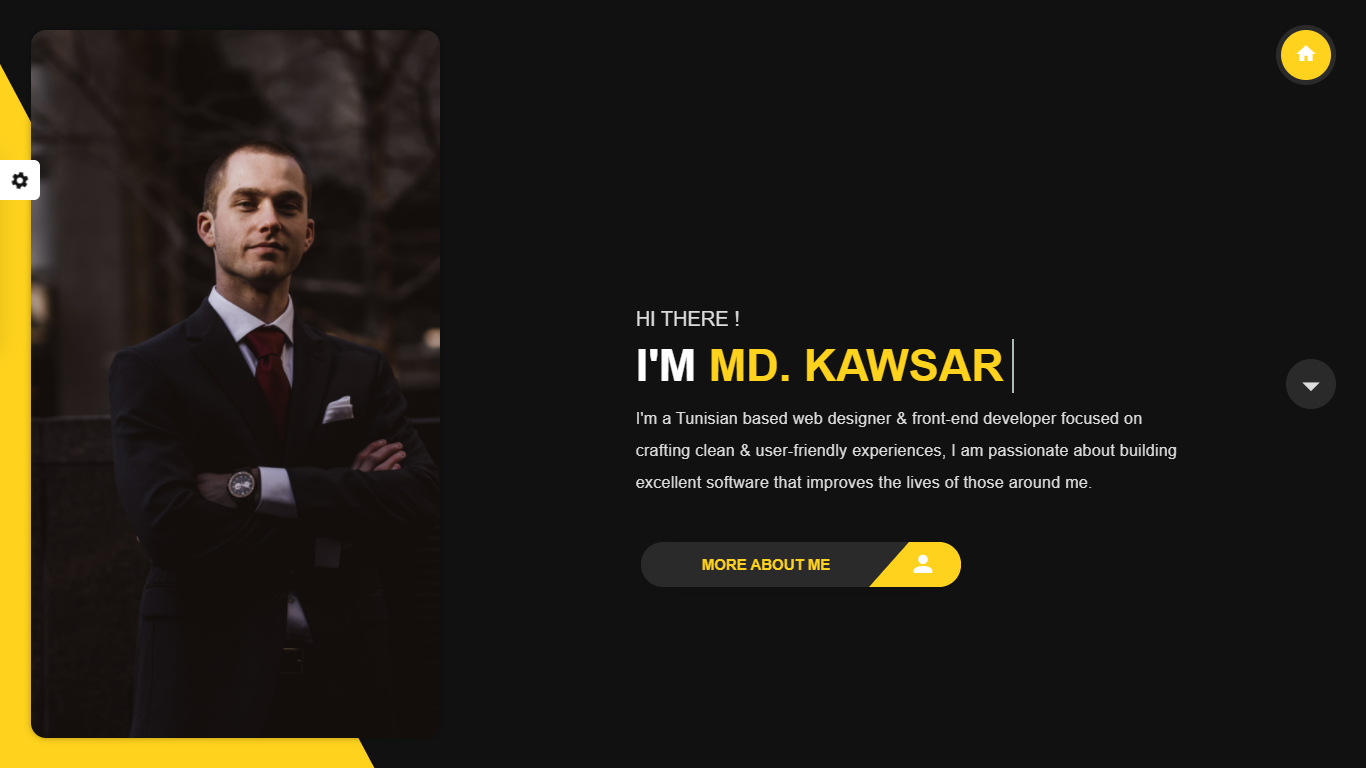 HI THERE !
I'M MD. KAWSAR
I'm a Tunisian based web designer & front-end developer focused on
crafting clean & user-friendly experiences, I am passionate about building
excellent software that improves the lives of those around me.
MORE ABOUT ME